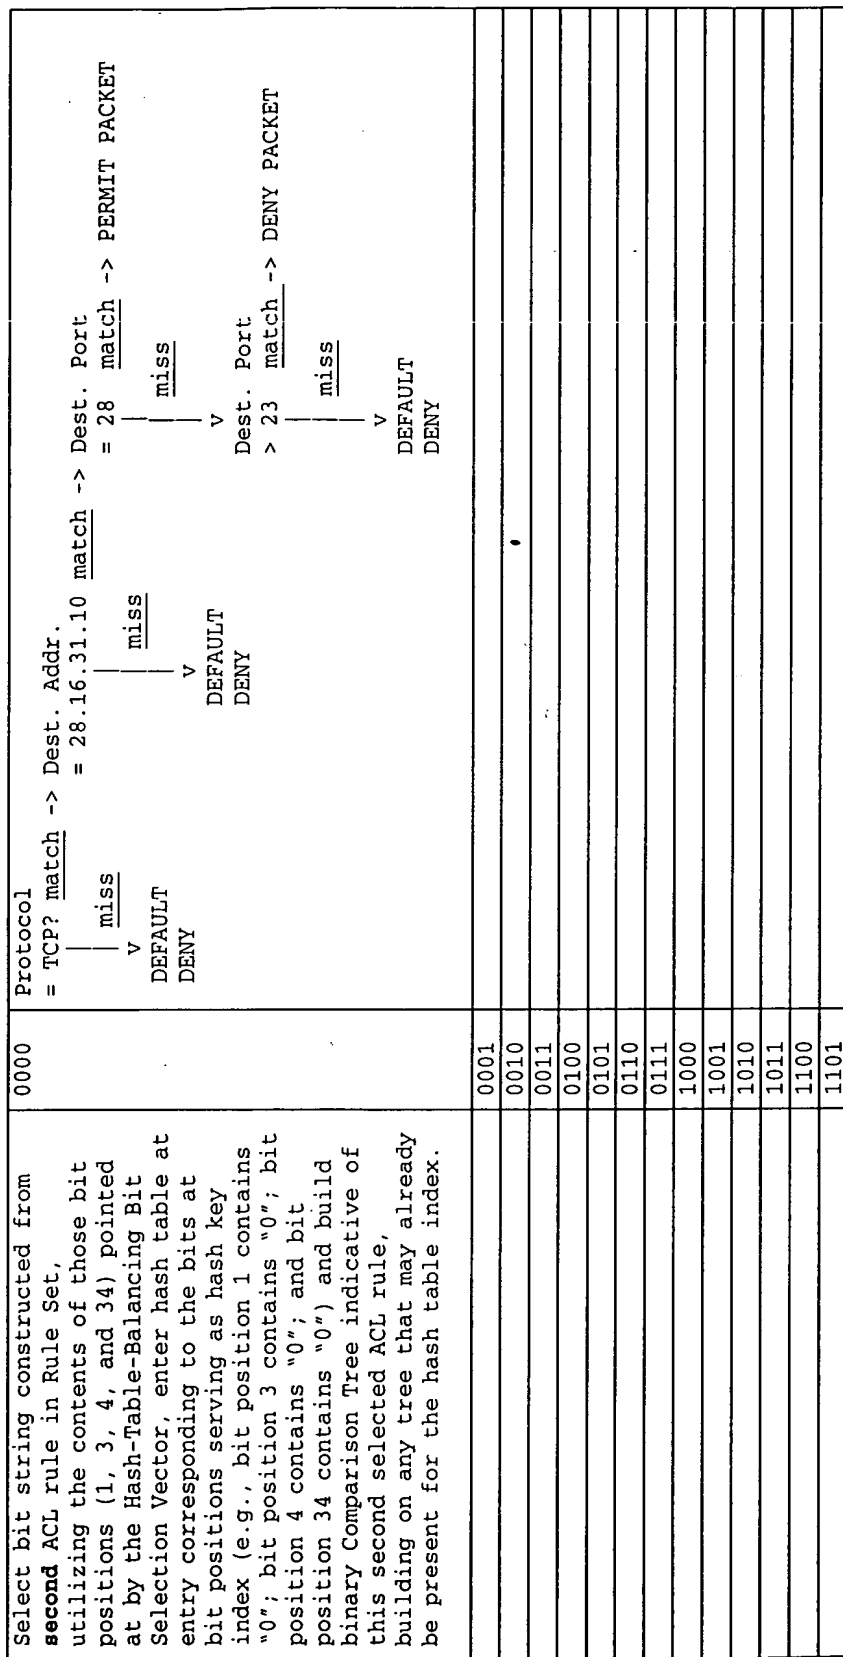 Select bit string constructed from
second ACL rule in Rule Set,
utilizing the contents of those bit
positions (1, 3, 4, and 34) pointed
at by the Hash-Table-Balancing Bit
Selection Vector, enter hash table at
entry corresponding to the bits at
bit positions serving as hash key
index (e.g., bit position 1 contains
"0"; bit position 3 contains "0"; bit
position 4 contains "0"; and bit
position 34 contains "0") and build
binary Comparison Tree indicative of
this second selected ACL rule,
building on any tree that may already
be present for the hash table index.
0000
Protocol
= TCP? match -> Dest. Addr.
= 28.16.31.10 match -> Dest. Port
= 28 match -> PERMIT PACKET
miss
v
DEFAULT
DENY
miss
v
DEFAULT
DENY
miss
v
Dest. Port
> 23 match -> DENY PACKET
miss
v
DEFAULT
DENY
0001
0010
0011
0100
0101
0110
0111
1000
1001
1010
1011
1100
1101